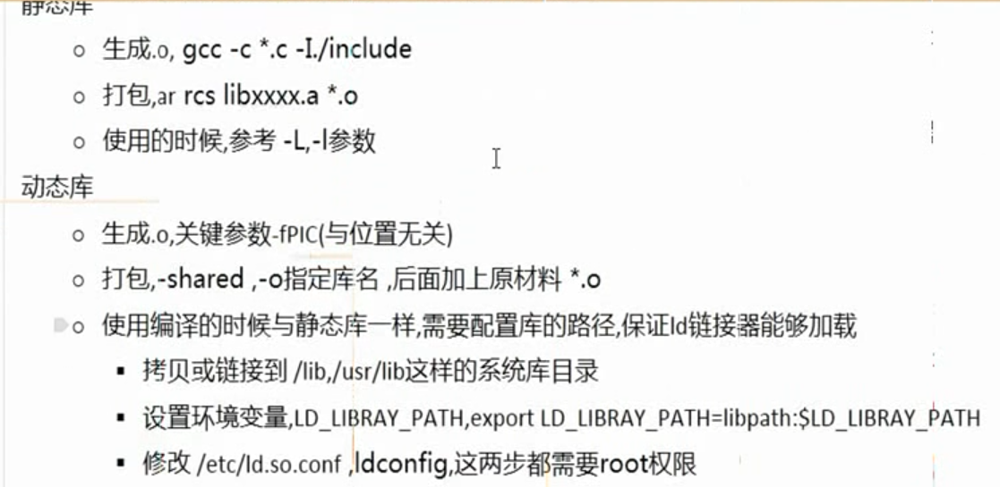 静态库
○ 生成.o, gcc -c *.c -I./include
○ 打包,ar rcs libxxxx.a *.o
○ 使用的时候,参考 -L,-l参数
动态库
○ 生成.o,关键参数-fPIC(与位置无关)
○ 打包,-shared ,-o指定库名 ,后面加上原材料 *.o
○ 使用编译的时候与静态库一样,需要配置库的路径,保证ld链接器能够加载
▪ 拷贝或链接到 /lib,/usr/lib这样的系统库目录
▪ 设置环境变量,LD_LIBRAY_PATH,export LD_LIBRAY_PATH=libpath:$LD_LIBRAY_PATH
▪ 修改 /etc/ld.so.conf ,ldconfig,这两步都需要root权限